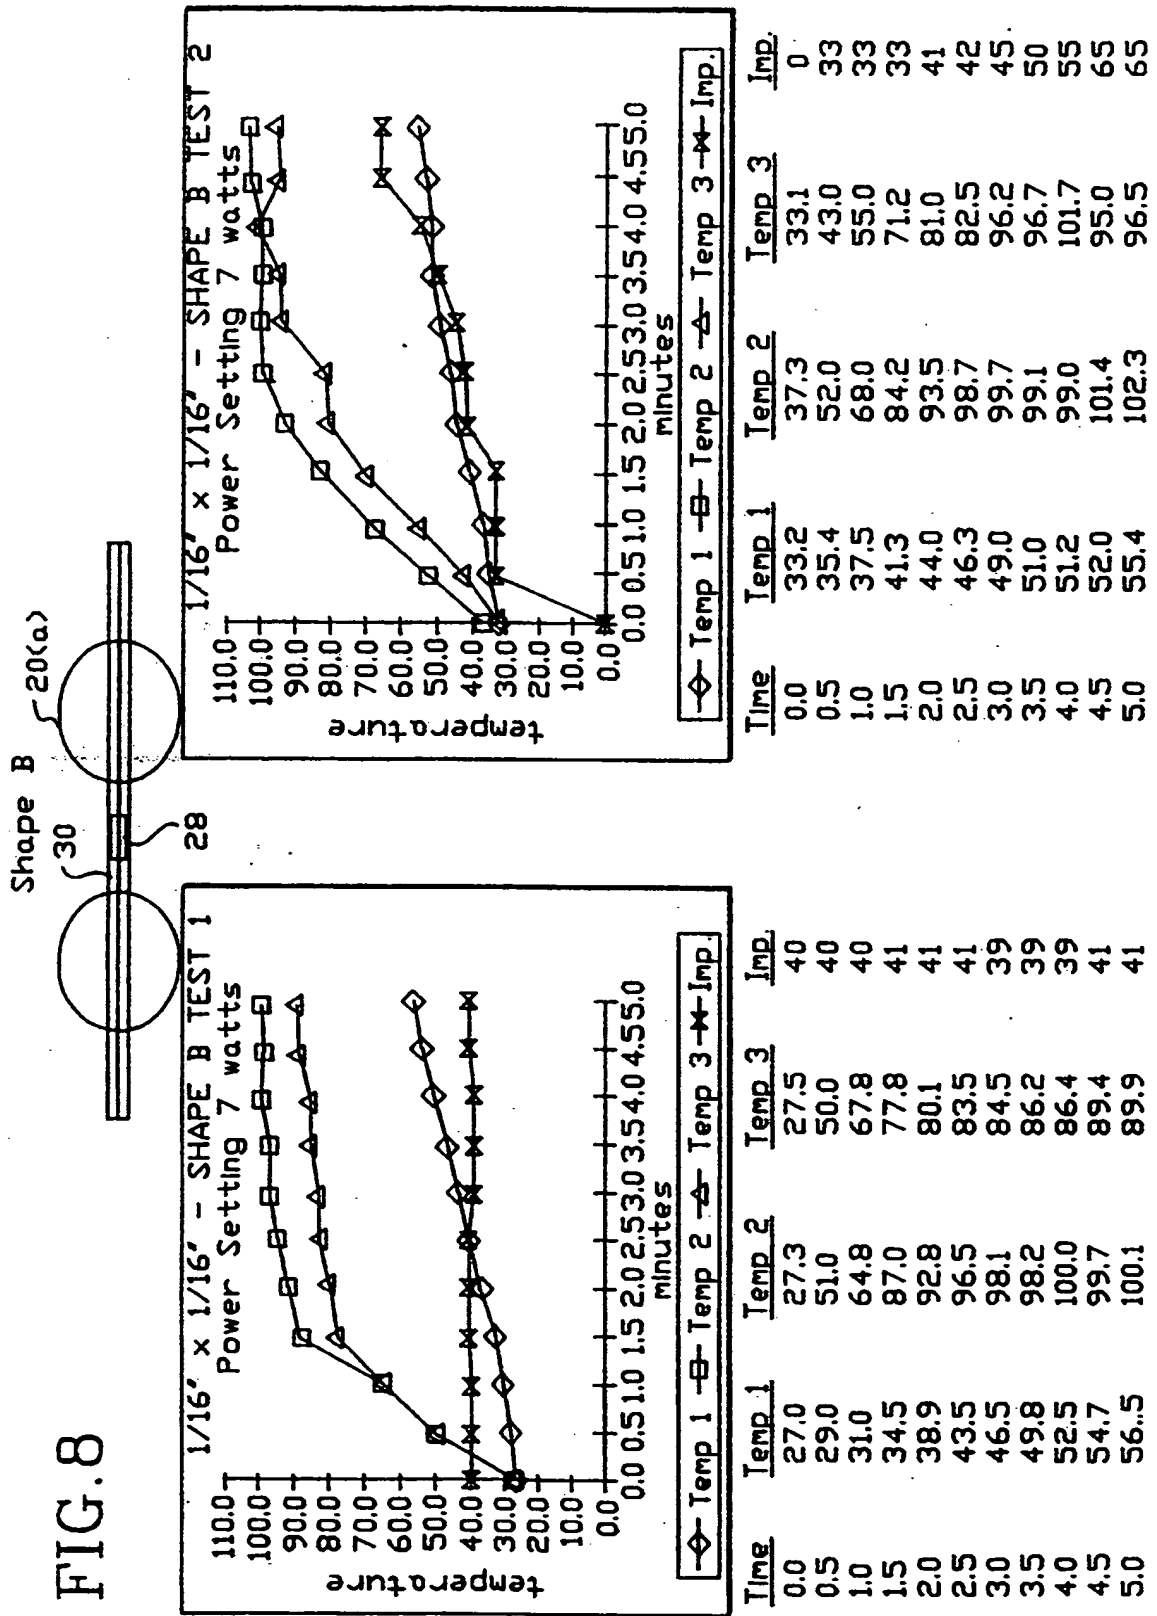 FIG.8
Shape B
30
20(a)
28
1/16" x 1/16" - SHAPE B TEST 1
Power Setting 7 watts
temperature
110.0
100.0
90.0
80.0
70.0
60.0
50.0
40.0
30.0
20.0
10.0
0.0
0.0 0.5 1.0 1.5 2.0 2.5 3.0 3.5 4.0 4.5 5.0
minutes
Temp 1 Temp 2 Temp 3 Imp.
Time Temp 1 Temp 2 Temp 3 Imp.
0.0 27.0 27.3 27.5 40
0.5 29.0 51.0 50.0 40
1.0 31.0 64.8 67.8 40
1.5 34.5 87.0 77.8 41
2.0 38.9 92.8 80.1 41
2.5 43.5 96.5 83.5 41
3.0 46.5 98.1 84.5 39
3.5 49.8 98.2 86.2 39
4.0 52.5 100.0 86.4 39
4.5 54.7 99.7 89.4 41
5.0 56.5 100.1 89.9 41
1/16" x 1/16" - SHAPE B TEST 2
Power Setting 7 watts
temperature
110.0
100.0
90.0
80.0
70.0
60.0
50.0
40.0
30.0
20.0
10.0
0.0
0.0 0.5 1.0 1.5 2.0 2.5 3.0 3.5 4.0 4.5 5.0
minutes
Temp 1 Temp 2 Temp 3 Imp.
Time Temp 1 Temp 2 Temp 3 Imp.
0.0 33.2 37.3 33.1 0
0.5 35.4 52.0 43.0 33
1.0 37.5 68.0 55.0 33
1.5 41.3 84.2 71.2 33
2.0 44.0 93.5 81.0 41
2.5 46.3 98.7 82.5 42
3.0 49.0 99.7 96.2 45
3.5 51.0 99.1 96.7 50
4.0 51.2 99.0 101.7 55
4.5 52.0 101.4 95.0 65
5.0 55.4 102.3 96.5 65